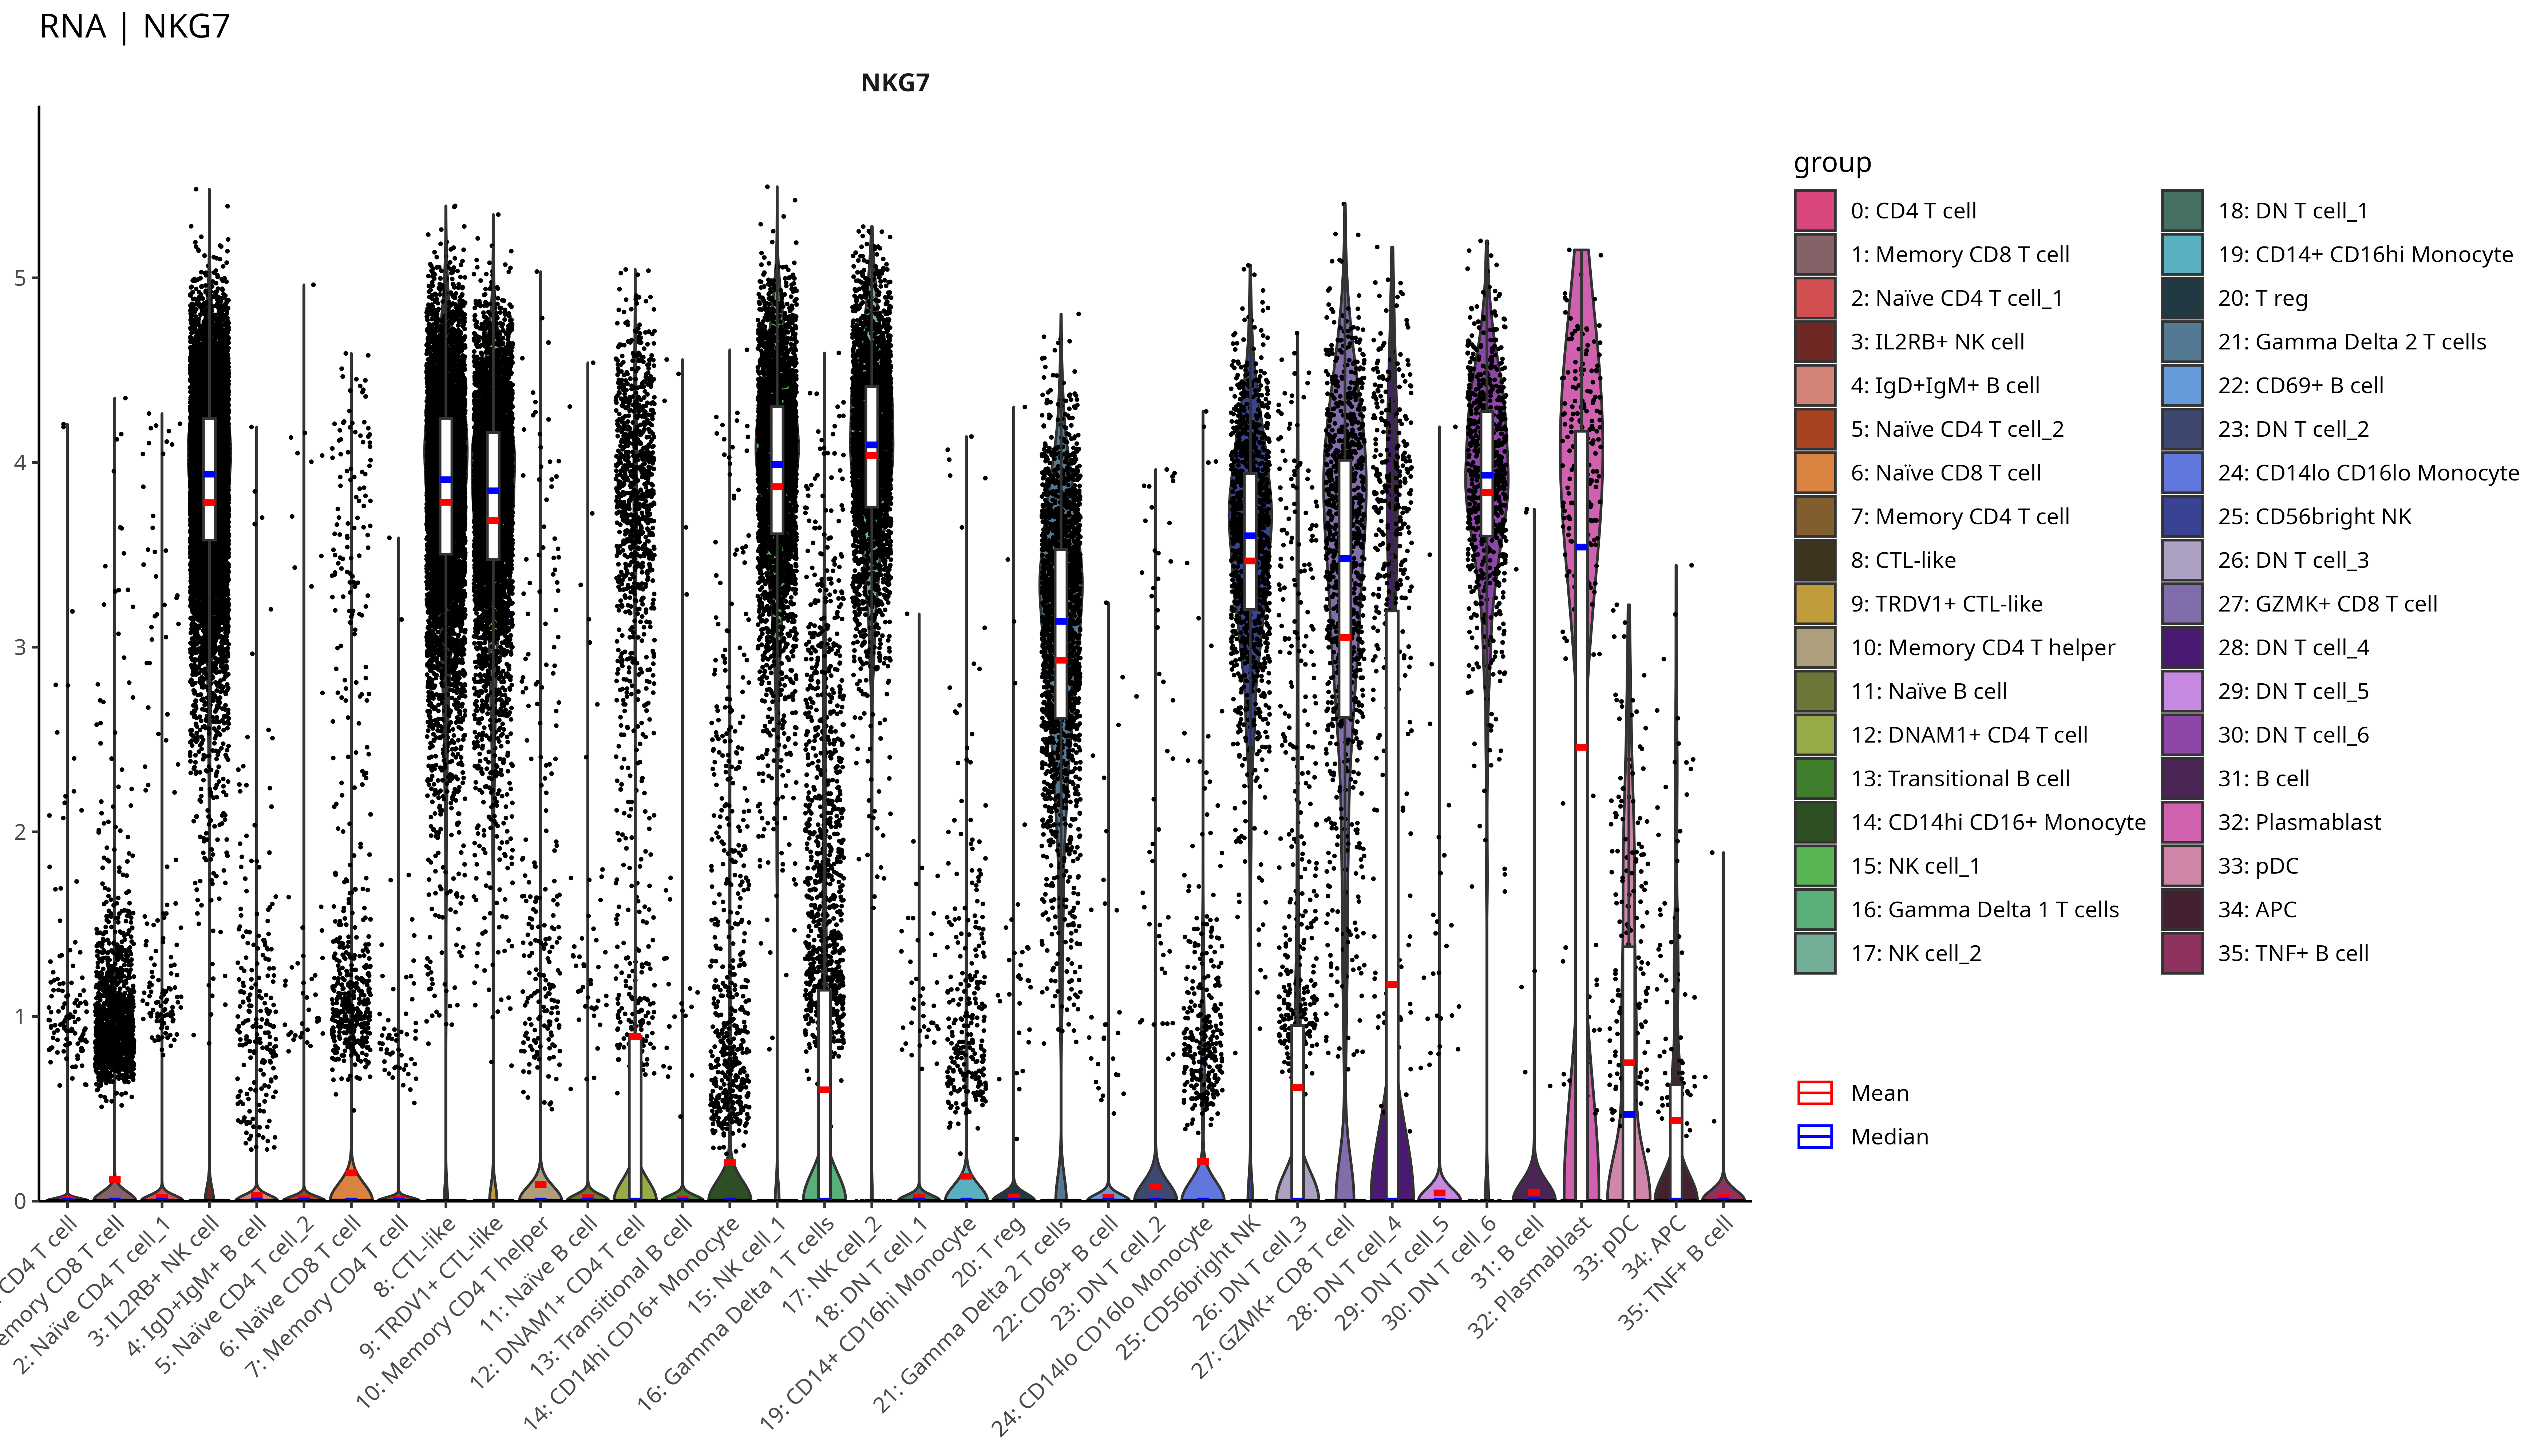 RNA | NKG7
NKG7
5
4
3
2
1
0
CD4 T cell
emory CD8 T cell
2: Naïve CD4 T cell_1
3: IL2RB+ NK cell
4: IgD+IgM+ B cell
5: Naïve CD4 T cell_2
6: Naïve CD8 T cell
7: Memory CD4 T cell
8: CTL-like
9: TRDV1+ CTL-like
10: Memory CD4 T helper
11: Naïve B cell
12: DNAM1+ CD4 T cell
13: Transitional B cell
14: CD14hi CD16+ Monocyte
15: NK cell_1
16: Gamma Delta 1 T cells
17: NK cell_2
18: DN T cell_1
19: CD14+ CD16hi Monocyte
20: T reg
21: Gamma Delta 2 T cells
22: CD69+ B cell
23: DN T cell_2
24: CD14lo CD16lo Monocyte
25: CD56bright NK
26: DN T cell_3
27: GZMK+ CD8 T cell
28: DN T cell_4
29: DN T cell_5
30: DN T cell_6
31: B cell
32: Plasmablast
33: pDC
34: APC
35: TNF+ B cell
group
0: CD4 T cell
1: Memory CD8 T cell
2: Naïve CD4 T cell_1
3: IL2RB+ NK cell
4: IgD+IgM+ B cell
5: Naïve CD4 T cell_2
6: Naïve CD8 T cell
7: Memory CD4 T cell
8: CTL-like
9: TRDV1+ CTL-like
10: Memory CD4 T helper
11: Naïve B cell
12: DNAM1+ CD4 T cell
13: Transitional B cell
14: CD14hi CD16+ Monocyte
15: NK cell_1
16: Gamma Delta 1 T cells
17: NK cell_2
18: DN T cell_1
19: CD14+ CD16hi Monocyte
20: T reg
21: Gamma Delta 2 T cells
22: CD69+ B cell
23: DN T cell_2
24: CD14lo CD16lo Monocyte
25: CD56bright NK
26: DN T cell_3
27: GZMK+ CD8 T cell
28: DN T cell_4
29: DN T cell_5
30: DN T cell_6
31: B cell
32: Plasmablast
33: pDC
34: APC
35: TNF+ B cell
Mean
Median